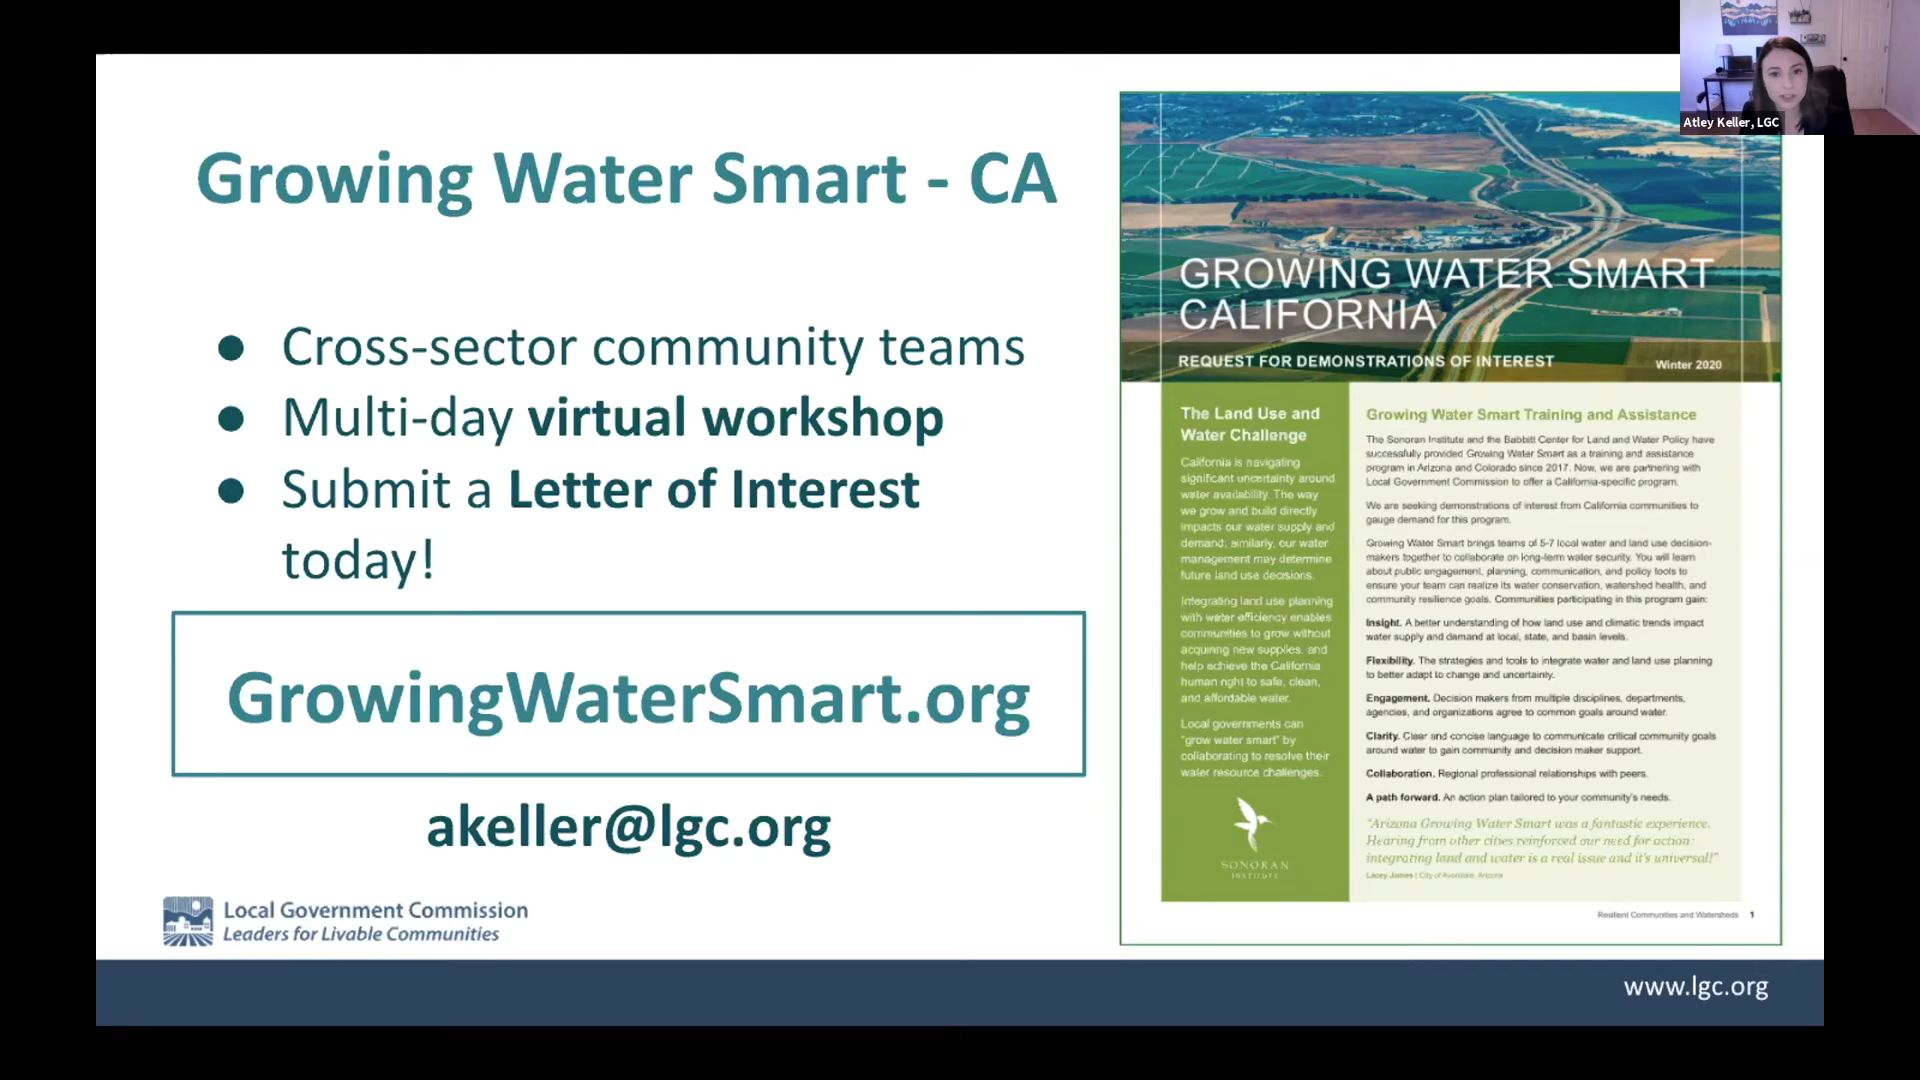 Atley Keller, LGC
Growing Water Smart - CA
● Cross-sector community teams
● Multi-day virtual workshop
● Submit a Letter of Interest
today!
GrowingWaterSmart.org
akeller@lgc.org
Local Government Commission
Leaders for Livable Communities
GROWING WATER SMART
CALIFORNIA
REQUEST FOR DEMONSTRATIONS OF INTEREST
Winter 2020
The Land Use and
Water Challenge
California is navigating
significant uncertainty around
water availability. The way
we grow and build directly
impacts our water supply and
demand; similarly, our water
management may determine
future land use decisions.
Integrating land use planning
with water efficiency enables
communities to grow without
acquiring new supplies, and
help achieve the California
human right to safe, clean,
and affordable water.
Local governments can
"grow water smart" by
collaborating to resolve their
water resource challenges.
SONORAN
INSTITUTE
Growing Water Smart Training and Assistance
The Sonoran Institute and the Babbitt Center for Land and Water Policy have
successfully provided Growing Water Smart as a training and assistance
program in Arizona and Colorado since 2017. Now, we are partnering with
Local Government Commission to offer a California-specific program.
We are seeking demonstrations of interest from California communities to
gauge demand for this program.
Growing Water Smart brings teams of 5-7 local water and land use decision-
makers together to collaborate on long-term water security. You will learn
about public engagement, planning, communication, and policy tools to
ensure your team can realize its water conservation, watershed health, and
community resilience goals. Communities participating in this program gain:
Insight. A better understanding of how land use and climatic trends impact
water supply and demand at local, state, and basin levels.
Flexibility. The strategies and tools to integrate water and land use planning
to better adapt to change and uncertainty.
Engagement. Decision makers from multiple disciplines, departments,
agencies, and organizations agree to common goals around water.
Clarity. Clear and concise language to communicate critical community goals
around water to gain community and decision maker support.
Collaboration. Regional professional relationships with peers.
A path forward. An action plan tailored to your community's needs.
"Arizona Growing Water Smart was a fantastic experience.
Hearing from other cities reinforced our need for action:
integrating land and water is a real issue and it's universal!"
Lacey James | City of Avondale, Arizona
Resilient Communities and Watersheds 1
www.lgc.org